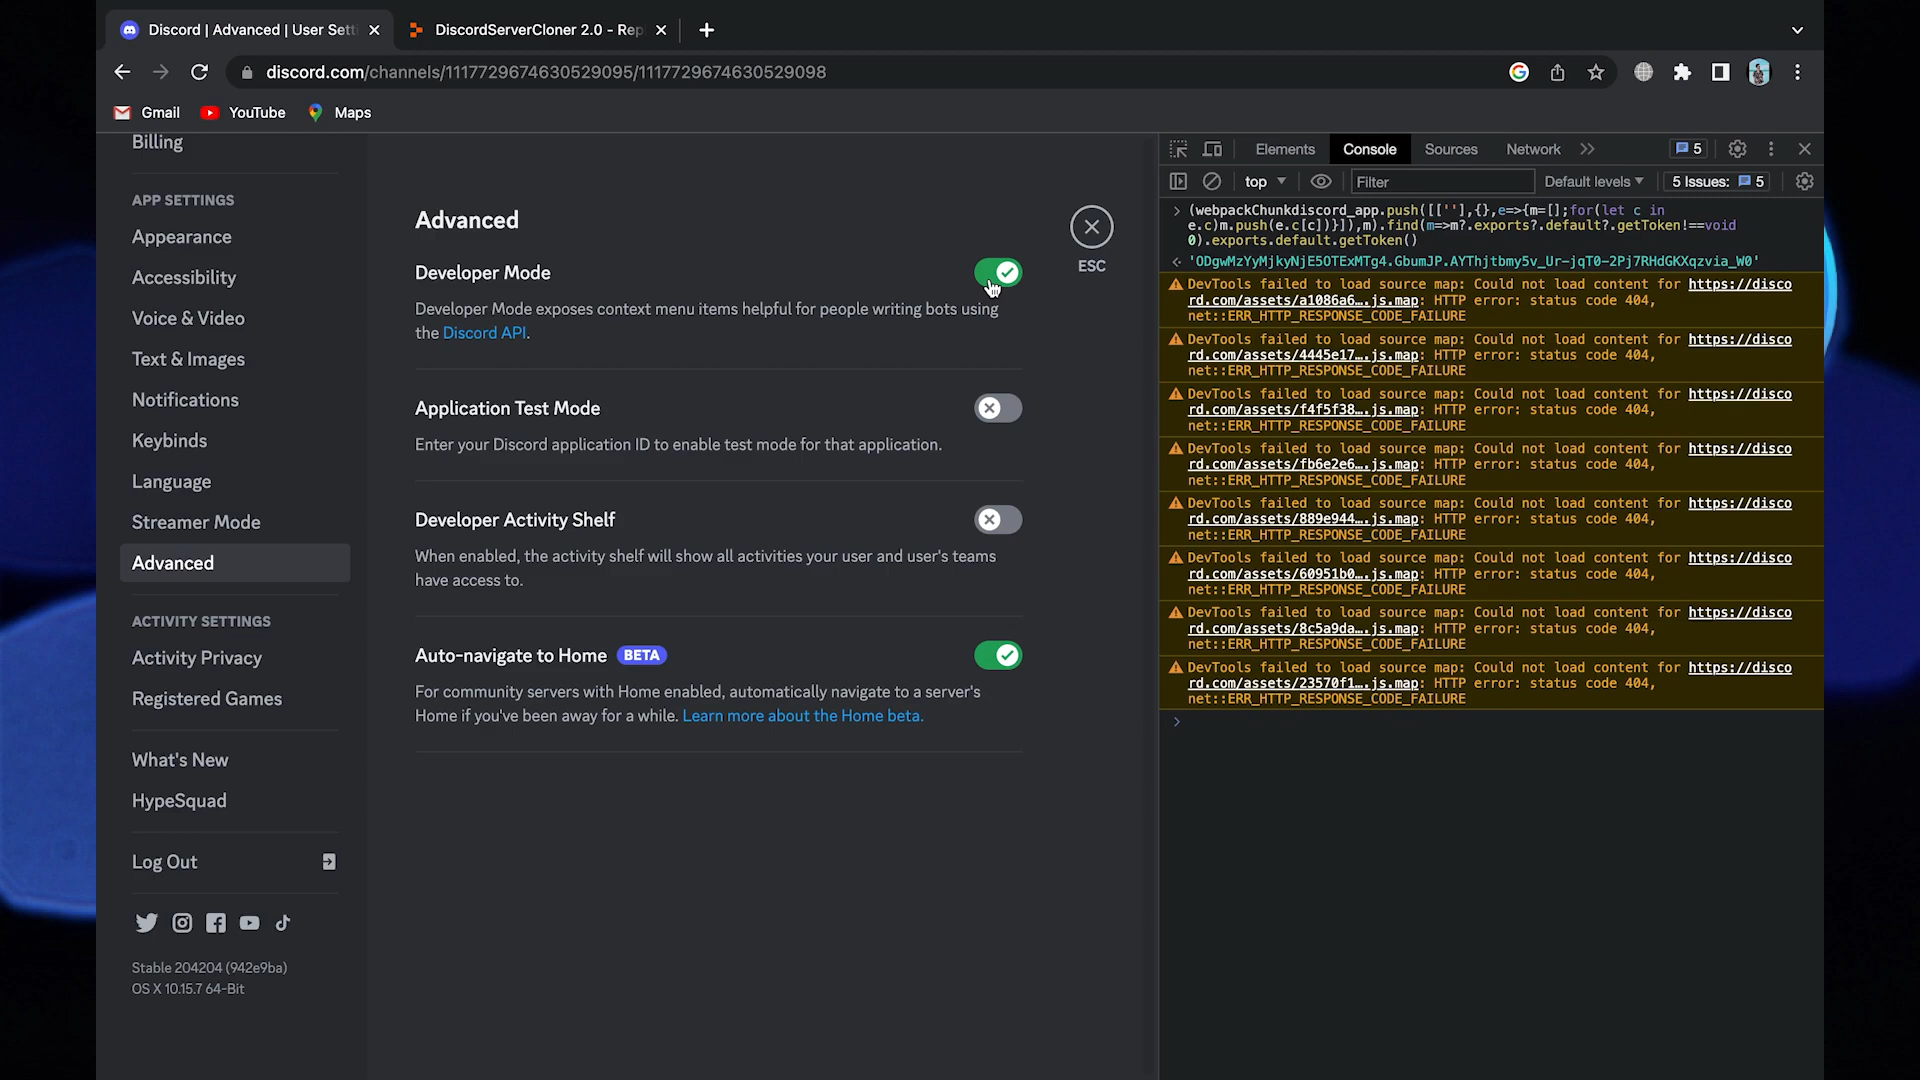 Discord | Advanced | User Setti
DiscordServerCloner 2.0 - Rep
discord.com/channels/1117729674630529095/1117729674630529098
Gmail
YouTube
Maps
Billing
APP SETTINGS
Appearance
Accessibility
Voice & Video
Text & Images
Notifications
Keybinds
Language
Streamer Mode
Advanced
ACTIVITY SETTINGS
Activity Privacy
Registered Games
What's New
HypeSquad
Log Out
Stable 204204 (942e9ba)
OS X 10.15.7 64-Bit
Advanced
ESC
Developer Mode
Developer Mode exposes context menu items helpful for people writing bots using
the Discord API.
Application Test Mode
Enter your Discord application ID to enable test mode for that application.
Developer Activity Shelf
When enabled, the activity shelf will show all activities your user and user's teams
have access to.
Auto-navigate to Home BETA
For community servers with Home enabled, automatically navigate to a server's
Home if you've been away for a while. Learn more about the Home beta.
Elements Console Sources Network 5
top Filter Default levels 5 Issues: 5
(webpackChunkdiscord_app.push([[''],{},e=>{m=[];for(let c in
e.c)m.push(e.c[c])}]),m).find(m=>m?.exports?.default?.getToken!==void
0).exports.default.getToken()
DevTools failed to load source map: Could not load content for https://disco
rd.com/assets/a1086a6….js.map: HTTP error: status code 404,
net::ERR_HTTP_RESPONSE_CODE_FAILURE
DevTools failed to load source map: Could not load content for https://disco
rd.com/assets/4445e17….js.map: HTTP error: status code 404,
net::ERR_HTTP_RESPONSE_CODE_FAILURE
DevTools failed to load source map: Could not load content for https://disco
rd.com/assets/f4f5f38….js.map: HTTP error: status code 404,
net::ERR_HTTP_RESPONSE_CODE_FAILURE
DevTools failed to load source map: Could not load content for https://disco
rd.com/assets/fb6e2e6….js.map: HTTP error: status code 404,
net::ERR_HTTP_RESPONSE_CODE_FAILURE
DevTools failed to load source map: Could not load content for https://disco
rd.com/assets/889e944….js.map: HTTP error: status code 404,
net::ERR_HTTP_RESPONSE_CODE_FAILURE
DevTools failed to load source map: Could not load content for https://disco
rd.com/assets/60951b0….js.map: HTTP error: status code 404,
net::ERR_HTTP_RESPONSE_CODE_FAILURE
DevTools failed to load source map: Could not load content for https://disco
rd.com/assets/8c5a9da….js.map: HTTP error: status code 404,
net::ERR_HTTP_RESPONSE_CODE_FAILURE
DevTools failed to load source map: Could not load content for https://disco
rd.com/assets/23570f1….js.map: HTTP error: status code 404,
net::ERR_HTTP_RESPONSE_CODE_FAILURE